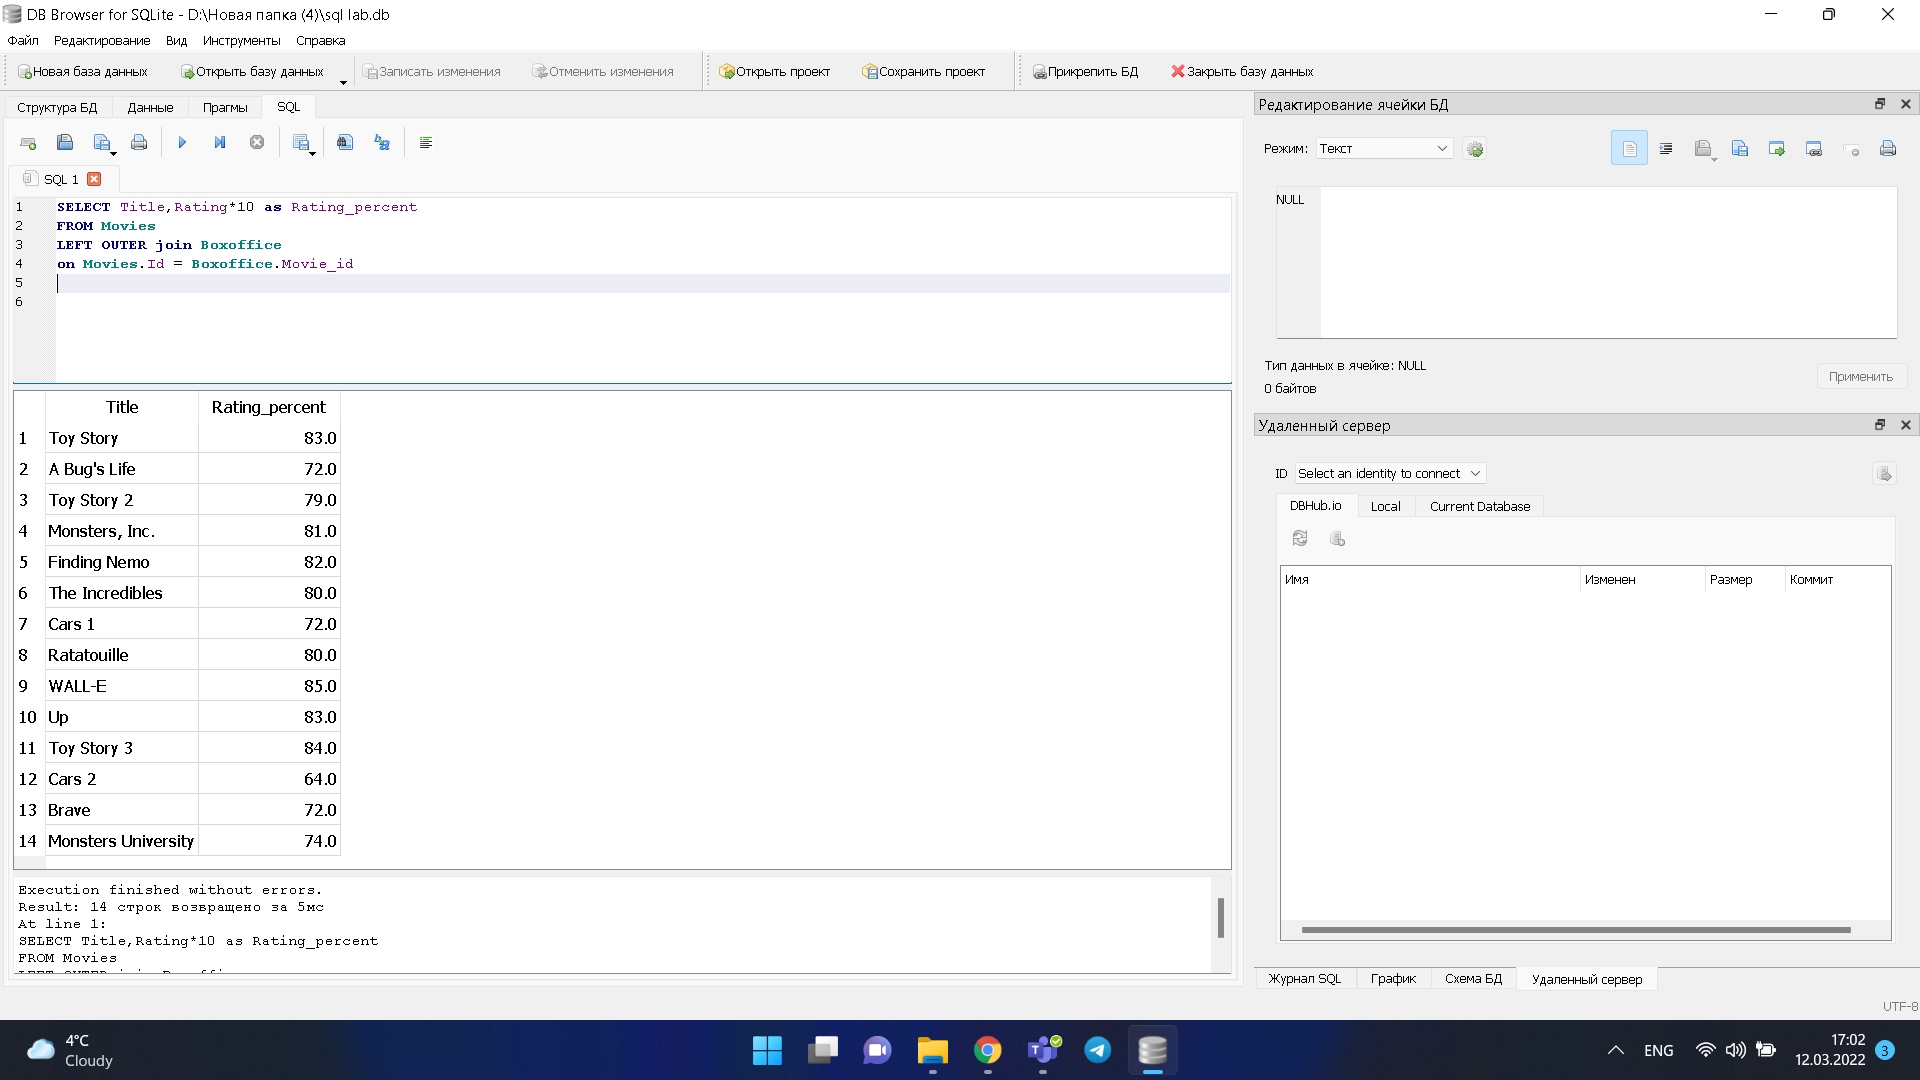 DB Browser for SQLite - D:\Новая папка (4)\sql lab.db
Файл Редактирование Вид Инструменты Справка
Новая база данных Открыть базу данных Записать изменения Отменить изменения Открыть проект Сохранить проект Прикрепить БД Закрыть базу данных
Структура БД Данные Прагмы SQL
SQL 1
1 SELECT Title,Rating*10 as Rating_percent
2 FROM Movies
3 LEFT OUTER join Boxoffice
4 on Movies.Id = Boxoffice.Movie_id
5
6
Title Rating_percent
1 Toy Story 83.0
2 A Bug's Life 72.0
3 Toy Story 2 79.0
4 Monsters, Inc. 81.0
5 Finding Nemo 82.0
6 The Incredibles 80.0
7 Cars 1 72.0
8 Ratatouille 80.0
9 WALL-E 85.0
10 Up 83.0
11 Toy Story 3 84.0
12 Cars 2 64.0
13 Brave 72.0
14 Monsters University 74.0
Execution finished without errors.
Result: 14 строк возвращено за 5мс
At line 1:
SELECT Title,Rating*10 as Rating_percent
FROM Movies
Редактирование ячейки БД
Режим: Текст
NULL
Тип данных в ячейке: NULL
0 байтов
Применить
Удаленный сервер
ID Select an identity to connect
DBHub.io Local Current Database
Имя Изменен Размер Коммит
Журнал SQL График Схема БД Удаленный сервер
UTF-8
4°C
Cloudy
ENG
17:02
12.03.2022
3